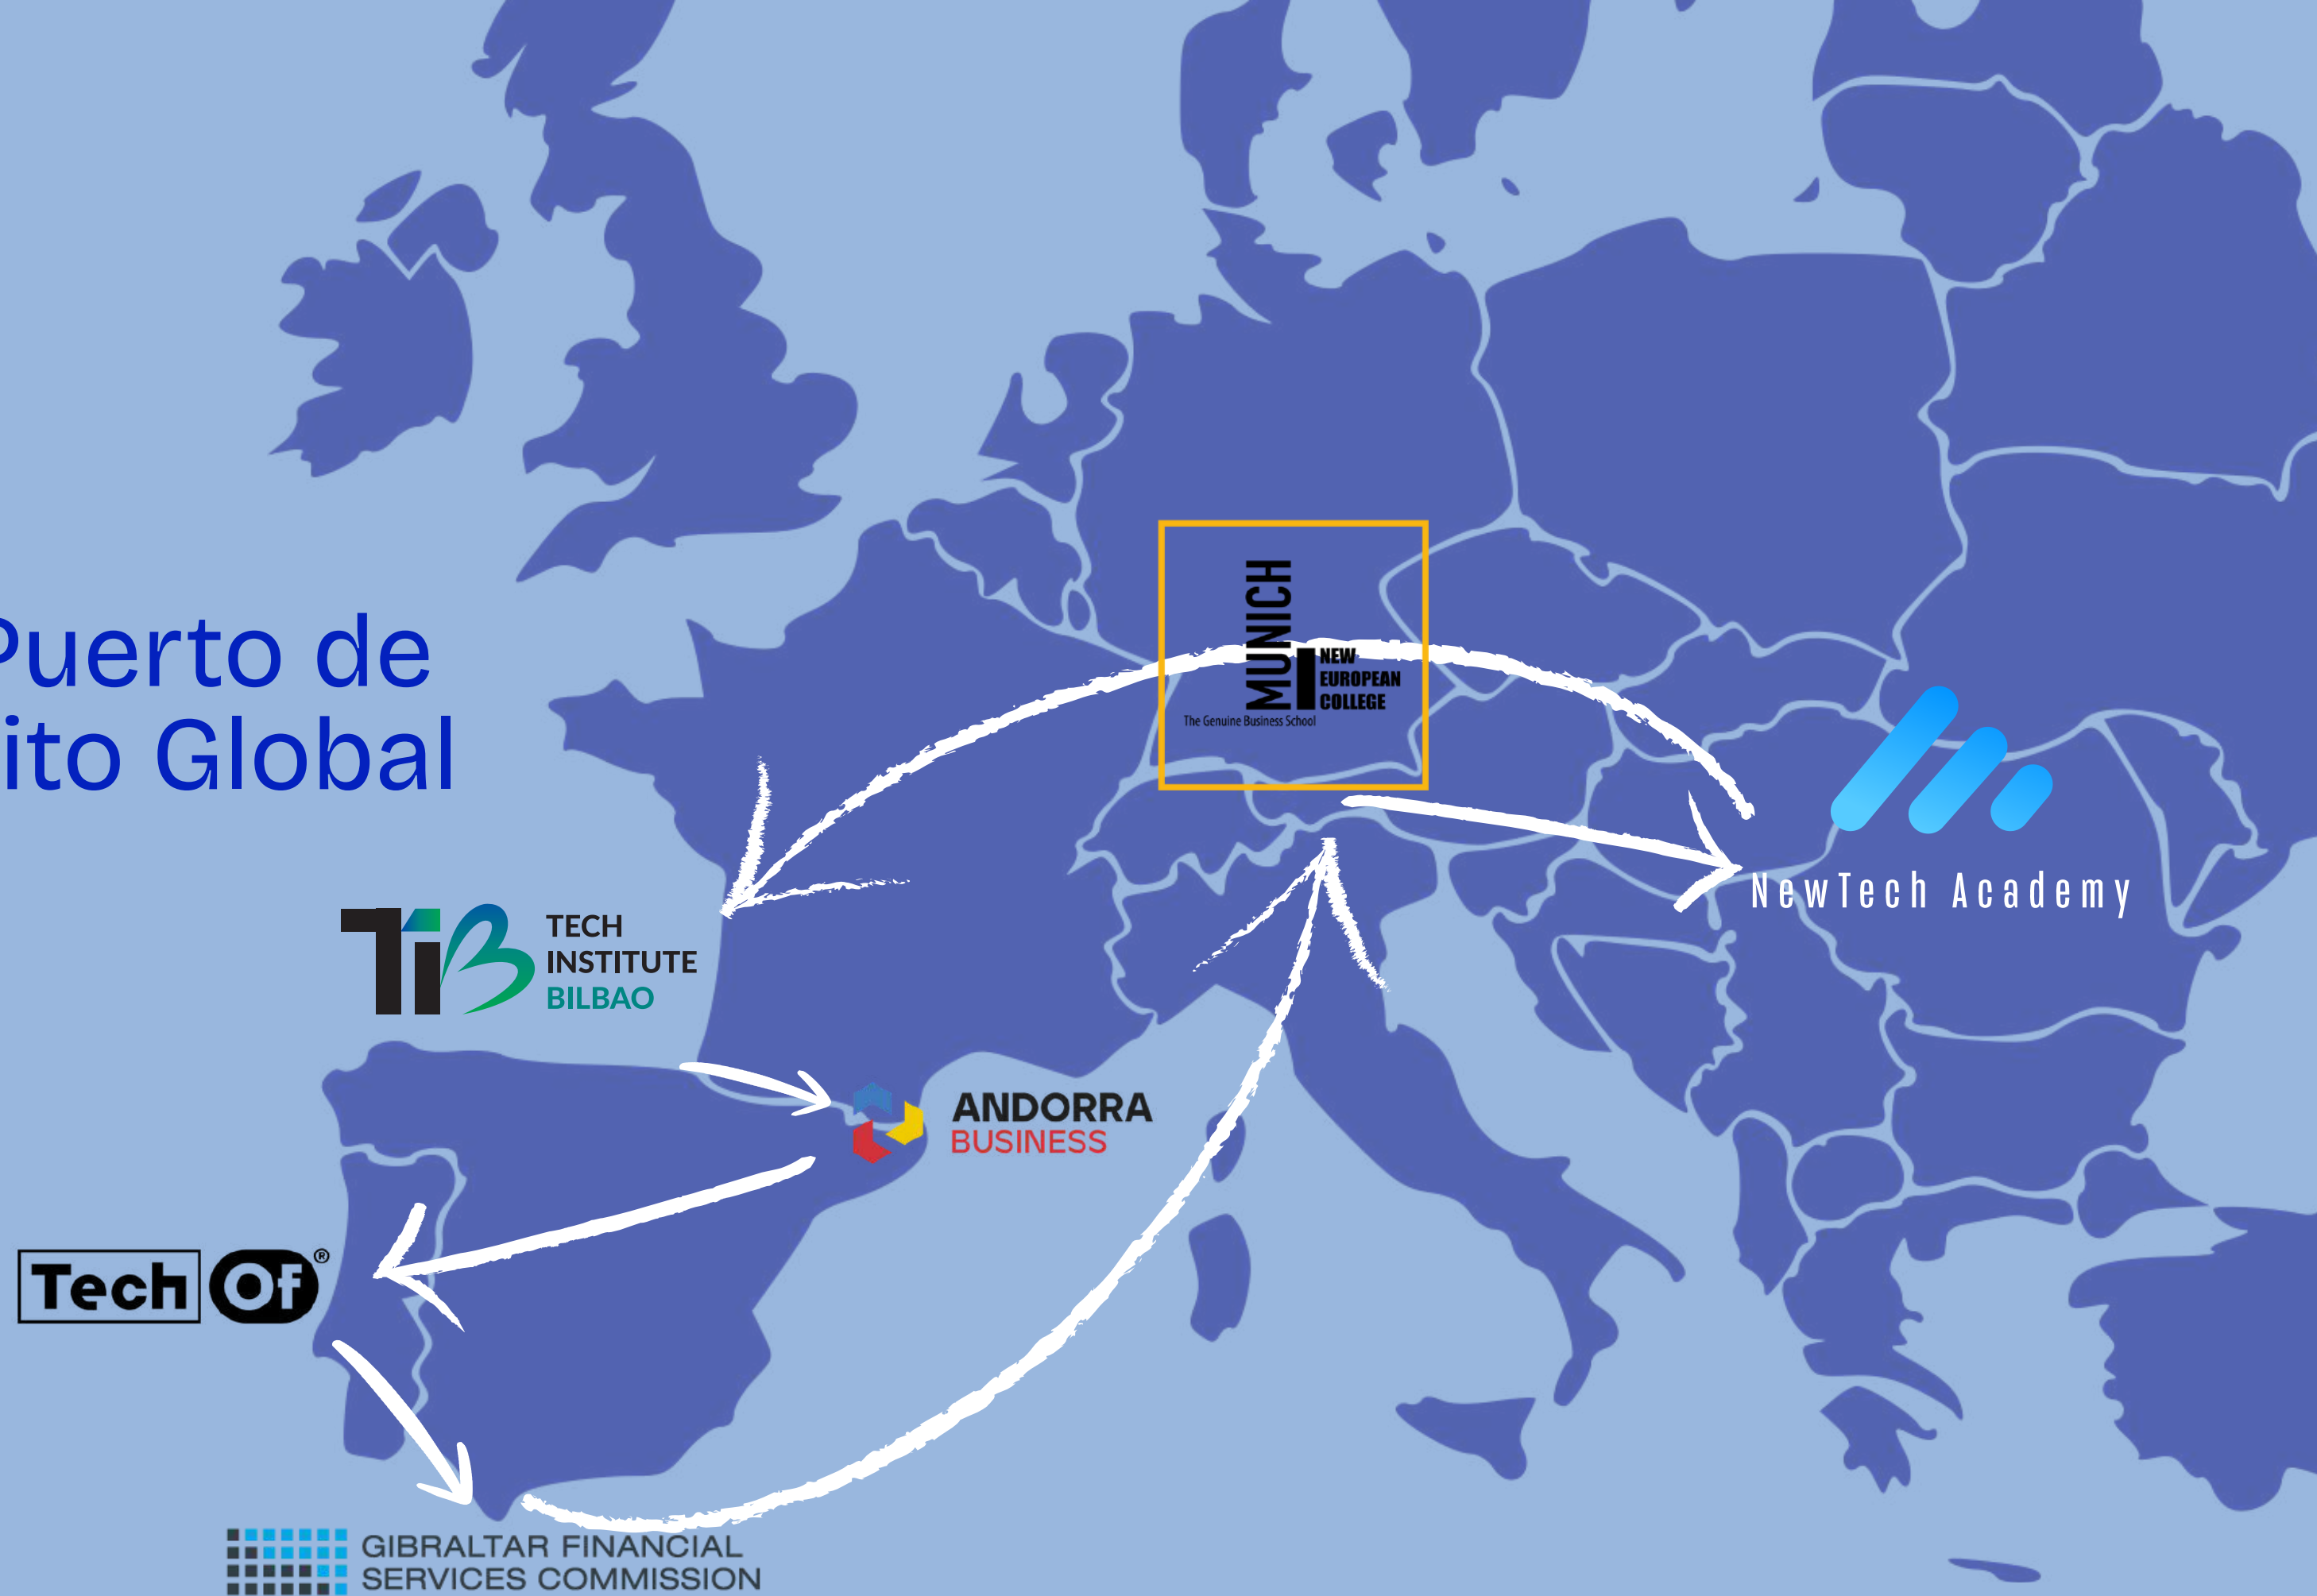 Puerto de
ito Global
MUNICH
NEW
EUROPEAN
COLLEGE
The Genuine Business School
NewTech Academy
TiB
TECH
INSTITUTE
BILBAO
ANDORRA
BUSINESS
Tech Of®
GIBRALTAR FINANCIAL
SERVICES COMMISSION